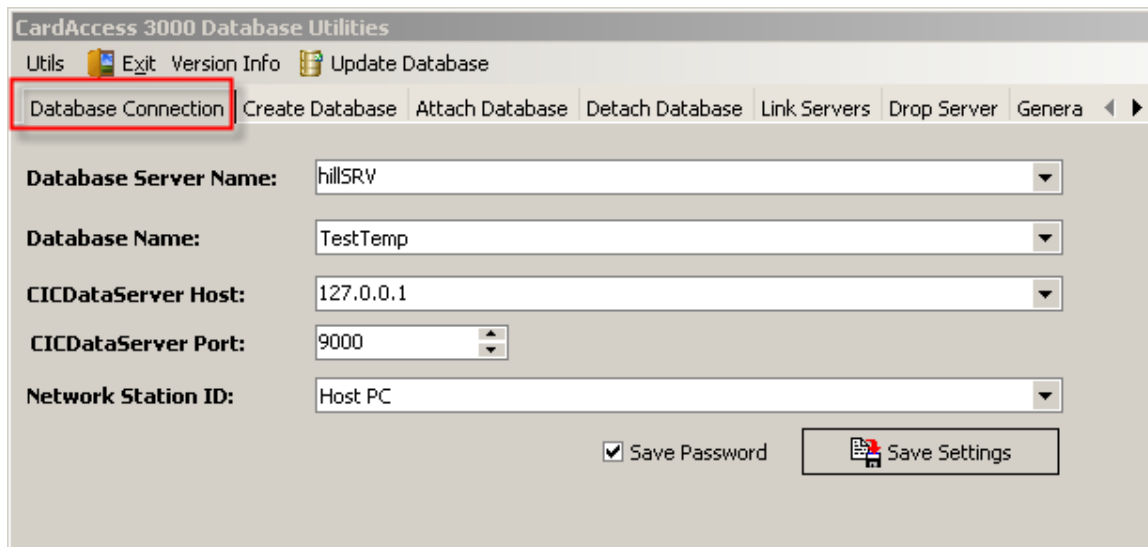 CardAccess 3000 Database Utilities
Utils Exit Version Info Update Database
Database Connection Create Database Attach Database Detach Database Link Servers Drop Server Genera
Database Server Name: hillSRV
Database Name: TestTemp
CICDataServer Host: 127.0.0.1
CICDataServer Port: 9000
Network Station ID: Host PC
Save Password Save Settings